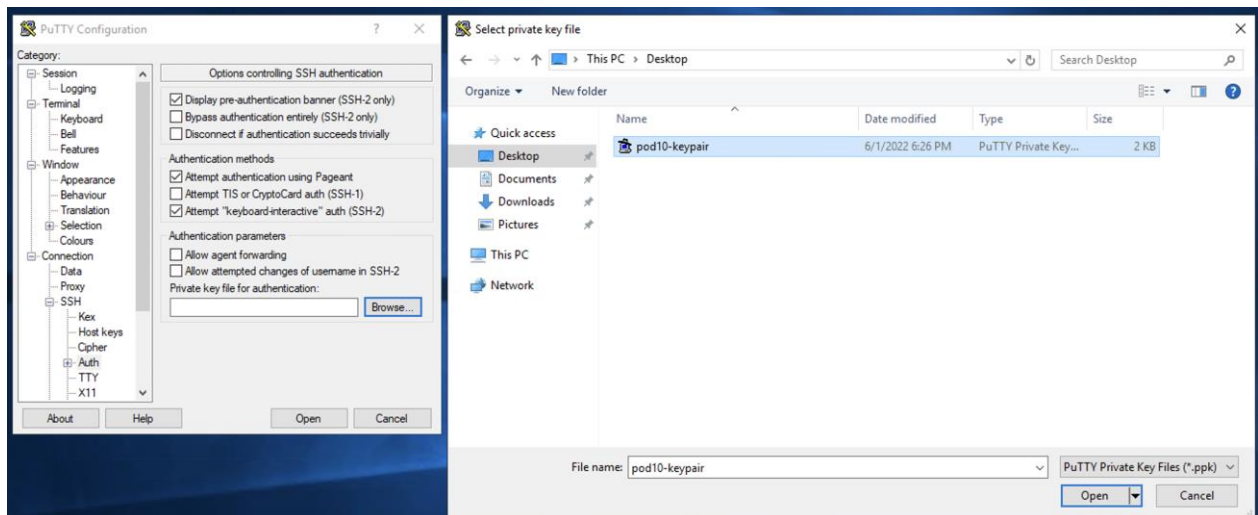 PuTTY Configuration
?
Category:
Session
Logging
Terminal
Keyboard
Bell
Features
Window
Appearance
Behaviour
Translation
Selection
Colours
Connection
Data
Proxy
SSH
Kex
Host keys
Cipher
Auth
TTY
X11
Options controlling SSH authentication
Display pre-authentication banner (SSH-2 only)
Bypass authentication entirely (SSH-2 only)
Disconnect if authentication succeeds trivially
Authentication methods
Attempt authentication using Pageant
Attempt TIS or CryptoCard auth (SSH-1)
Attempt "keyboard-interactive" auth (SSH-2)
Authentication parameters
Allow agent forwarding
Allow attempted changes of username in SSH-2
Private key file for authentication:
Browse...
About Help Open Cancel
Select private key file
This PC > Desktop
Search Desktop
Organize New folder
?
Quick access
Desktop
Documents
Downloads
Pictures
This PC
Network
Name Date modified Type Size
pod10-keypair 6/1/2022 6:26 PM PuTTY Private Key... 2 KB
File name: pod10-keypair PuTTY Private Key Files (*.ppk)
Open Cancel